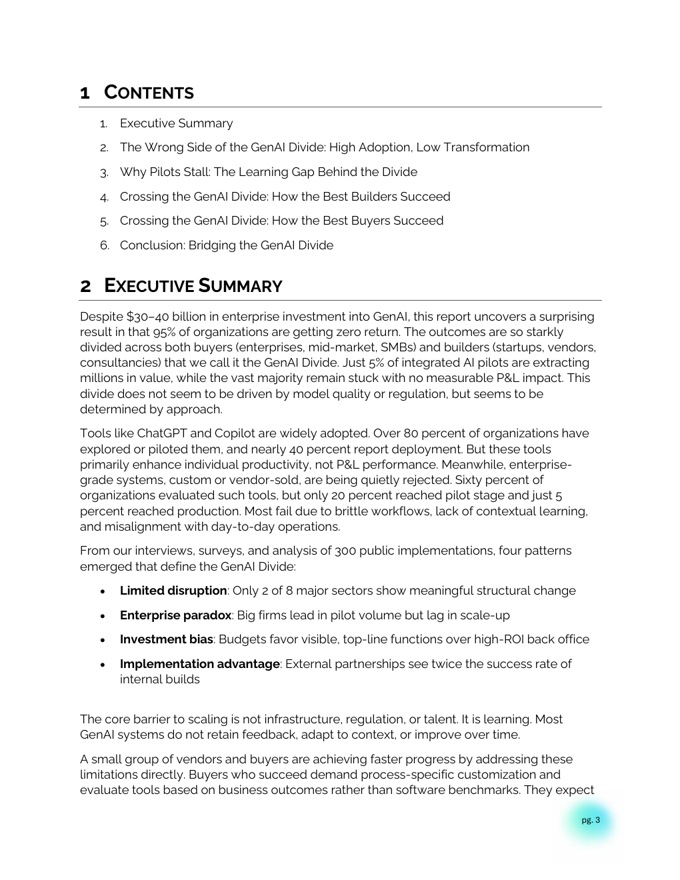 1 CONTENTS
1. Executive Summary
2. The Wrong Side of the GenAI Divide: High Adoption, Low Transformation
3. Why Pilots Stall: The Learning Gap Behind the Divide
4. Crossing the GenAI Divide: How the Best Builders Succeed
5. Crossing the GenAI Divide: How the Best Buyers Succeed
6. Conclusion: Bridging the GenAI Divide
2 EXECUTIVE SUMMARY
Despite $30–40 billion in enterprise investment into GenAI, this report uncovers a surprising
result in that 95% of organizations are getting zero return. The outcomes are so starkly
divided across both buyers (enterprises, mid-market, SMBs) and builders (startups, vendors,
consultancies) that we call it the GenAI Divide. Just 5% of integrated AI pilots are extracting
millions in value, while the vast majority remain stuck with no measurable P&L impact. This
divide does not seem to be driven by model quality or regulation, but seems to be
determined by approach.
Tools like ChatGPT and Copilot are widely adopted. Over 80 percent of organizations have
explored or piloted them, and nearly 40 percent report deployment. But these tools
primarily enhance individual productivity, not P&L performance. Meanwhile, enterprise-
grade systems, custom or vendor-sold, are being quietly rejected. Sixty percent of
organizations evaluated such tools, but only 20 percent reached pilot stage and just 5
percent reached production. Most fail due to brittle workflows, lack of contextual learning,
and misalignment with day-to-day operations.
From our interviews, surveys, and analysis of 300 public implementations, four patterns
emerged that define the GenAI Divide:
• Limited disruption: Only 2 of 8 major sectors show meaningful structural change
• Enterprise paradox: Big firms lead in pilot volume but lag in scale-up
• Investment bias: Budgets favor visible, top-line functions over high-ROI back office
• Implementation advantage: External partnerships see twice the success rate of
internal builds
The core barrier to scaling is not infrastructure, regulation, or talent. It is learning. Most
GenAI systems do not retain feedback, adapt to context, or improve over time.
A small group of vendors and buyers are achieving faster progress by addressing these
limitations directly. Buyers who succeed demand process-specific customization and
evaluate tools based on business outcomes rather than software benchmarks. They expect
pg. 3